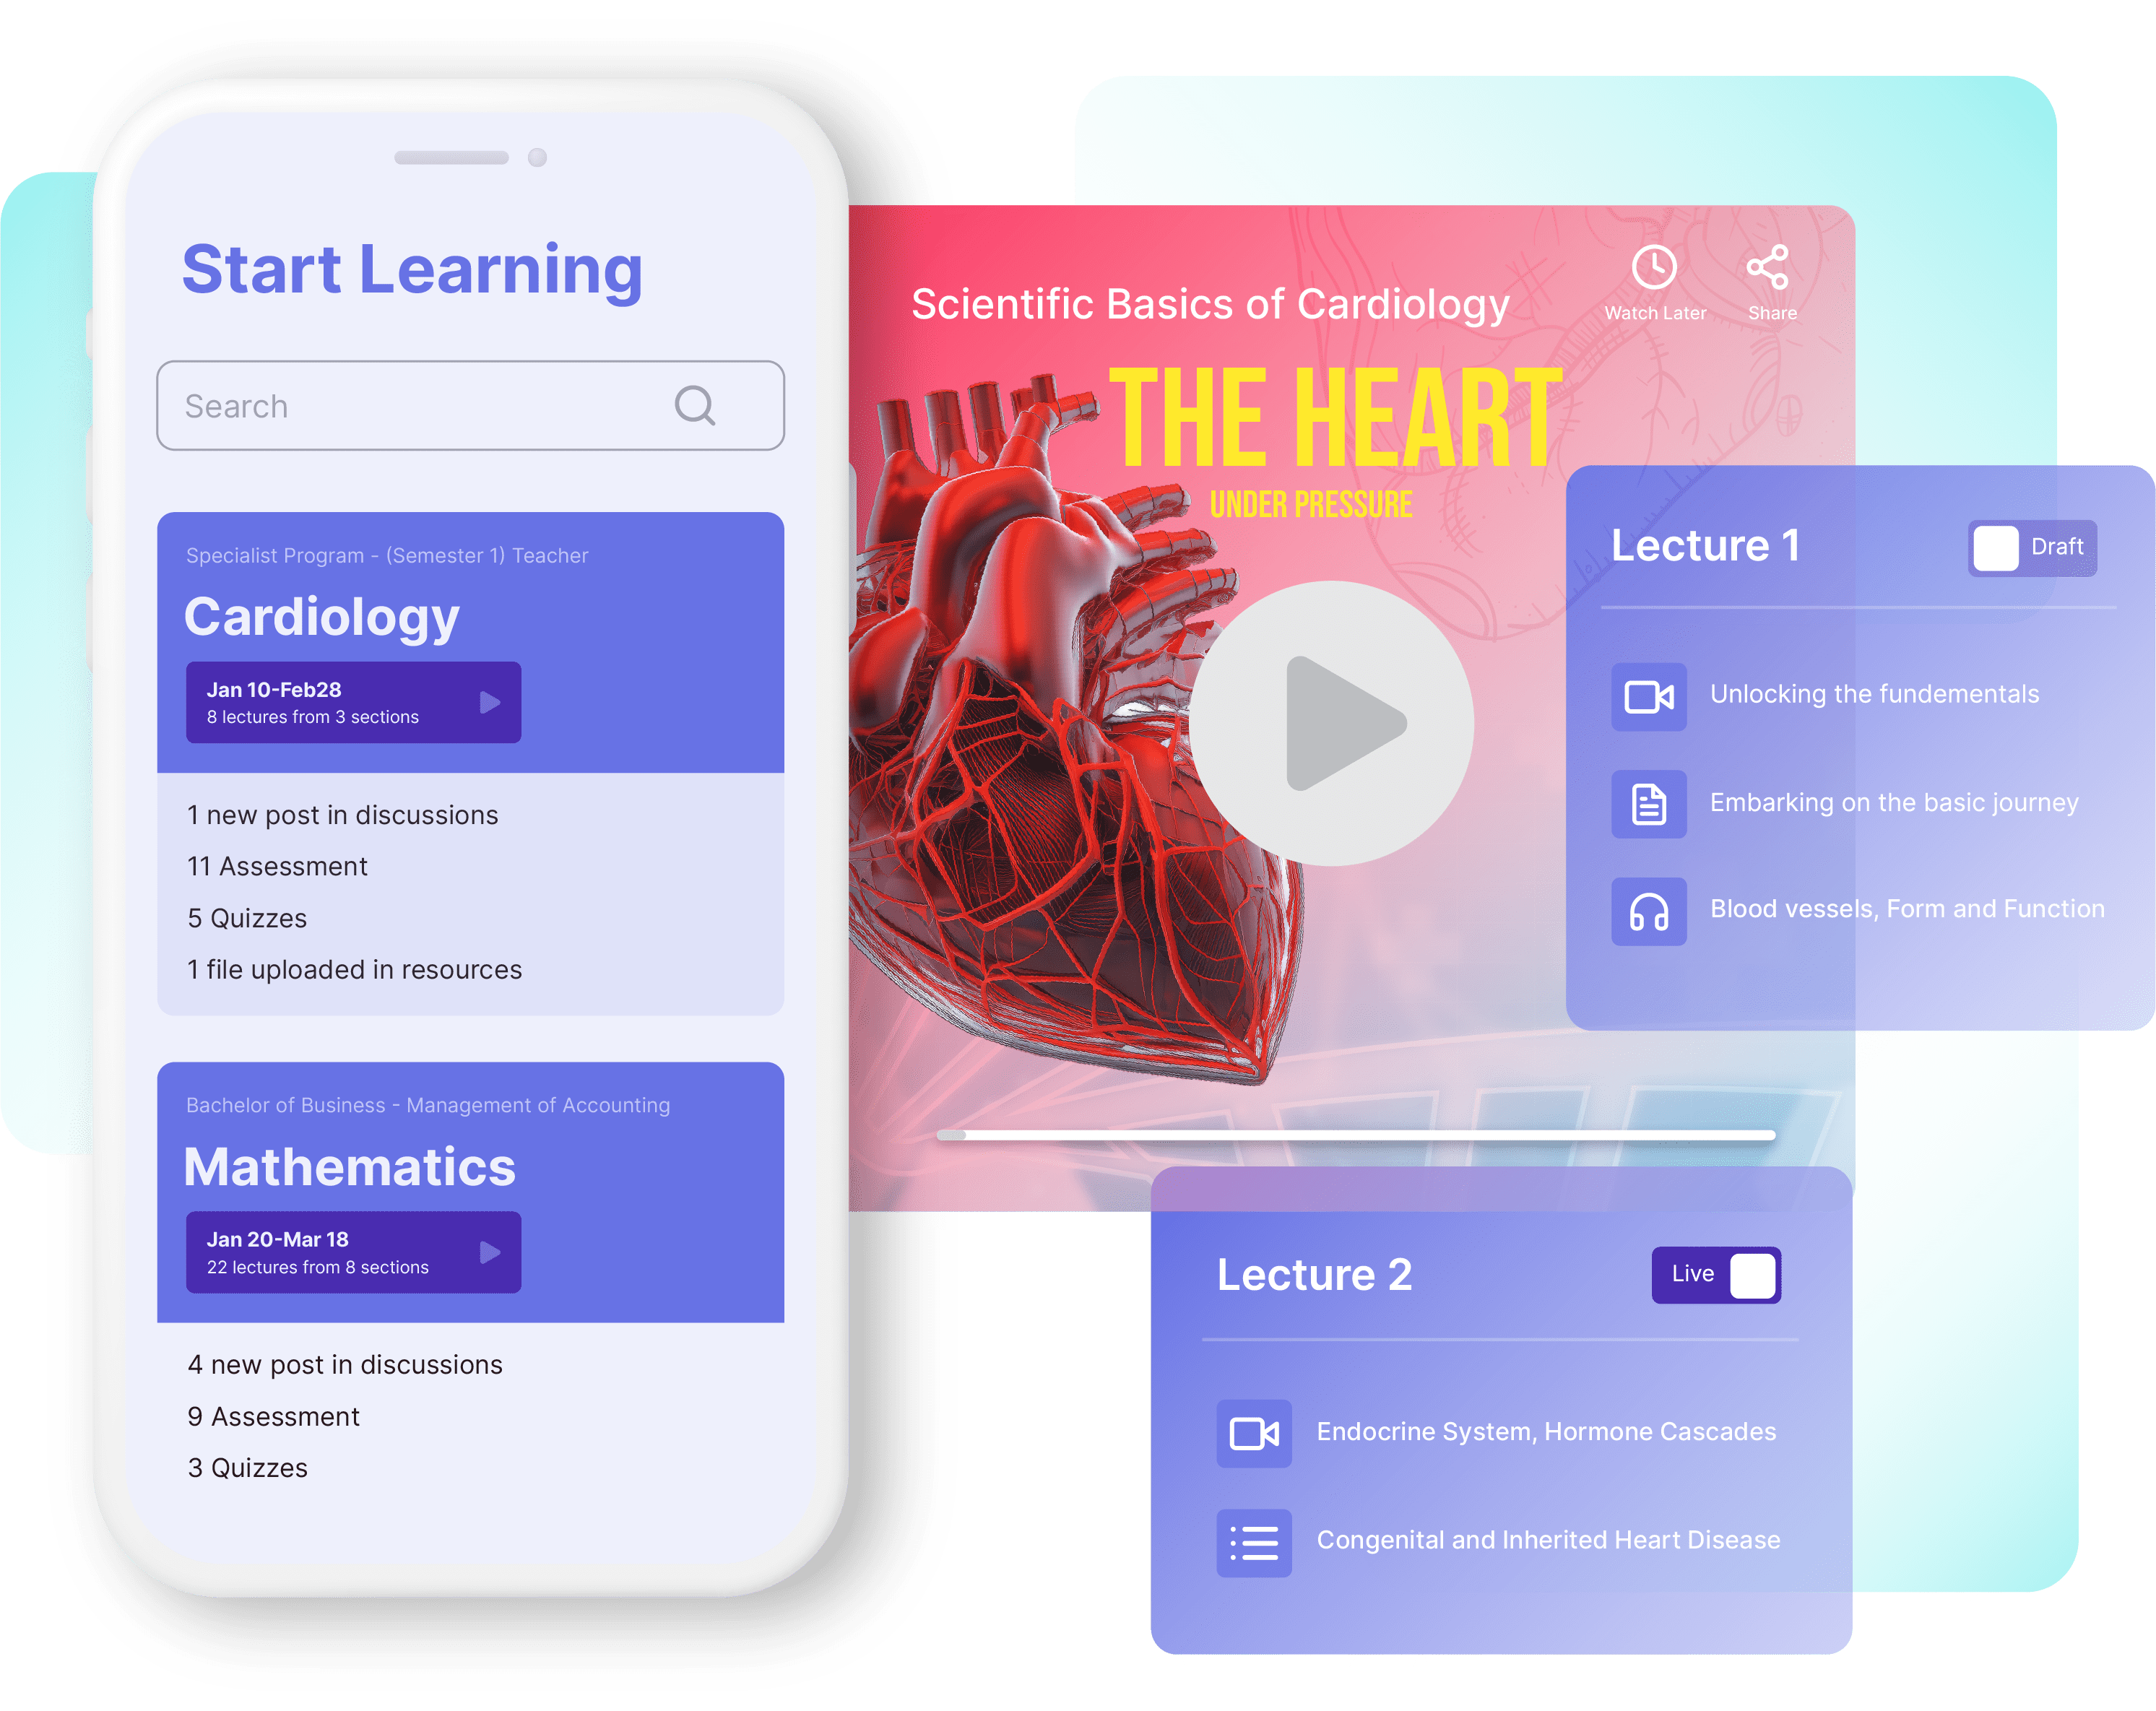 Start Learning
Search
Specialist Program - (Semester 1) Teacher
Cardiology
Jan 10-Feb28
8 lectures from 3 sections
1 new post in discussions
11 Assessment
5 Quizzes
1 file uploaded in resources
Bachelor of Business - Management of Accounting
Mathematics
Jan 20-Mar 18
22 lectures from 8 sections
4 new post in discussions
9 Assessment
3 Quizzes
Scientific Basics of Cardiology
Watch Later
Share
THE HEART
UNDER PRESSURE
Lecture 1
Draft
Unlocking the fundementals
Embarking on the basic journey
Blood vessels, Form and Function
Lecture 2
Live
Endocrine System, Hormone Cascades
Congenital and Inherited Heart Disease